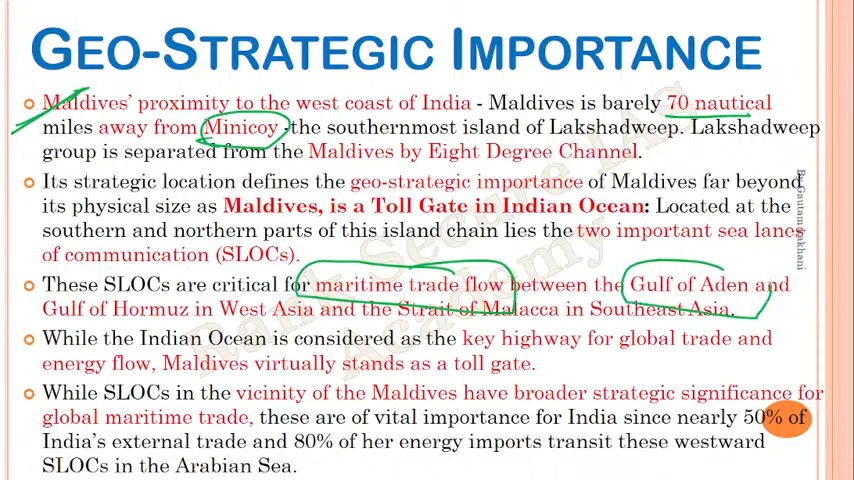 GEO-STRATEGIC IMPORTANCE
Maldives' proximity to the west coast of India - Maldives is barely 70 nautical
miles away from Minicoy -the southernmost island of Lakshadweep. Lakshadweep
group is separated from the Maldives by Eight Degree Channel.
Its strategic location defines the geo-strategic importance of Maldives far beyond
its physical size as Maldives, is a Toll Gate in Indian Ocean: Located at the
southern and northern parts of this island chain lies the two important sea lanes
of communication (SLOCs).
These SLOCs are critical for maritime trade flow between the Gulf of Aden and
Gulf of Hormuz in West Asia and the Strait of Malacca in Southeast Asia.
While the Indian Ocean is considered as the key highway for global trade and
energy flow, Maldives virtually stands as a toll gate.
While SLOCs in the vicinity of the Maldives have broader strategic significance for
global maritime trade, these are of vital importance for India since nearly 50% of
India's external trade and 80% of her energy imports transit these westward
SLOCs in the Arabian Sea.
Rank Secure IAS
Academy
By Gautam Lakhani